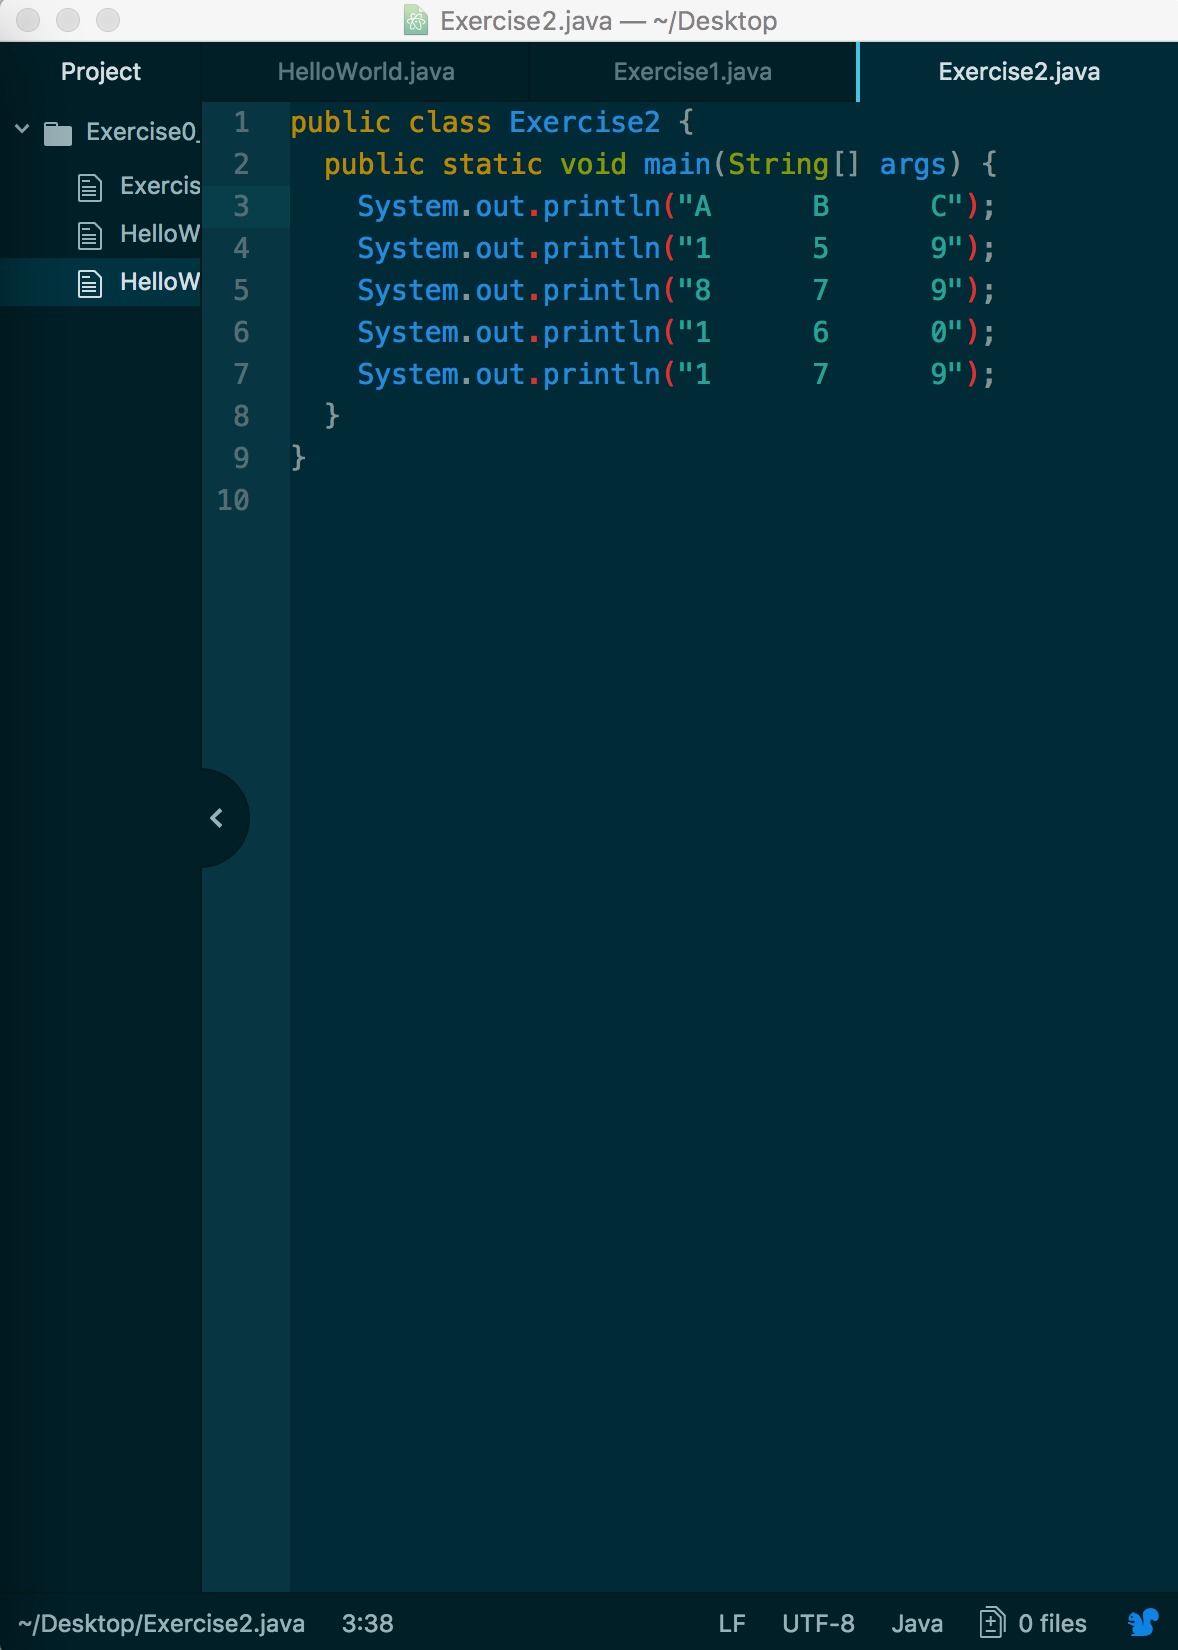 Exercise2.java — ~/Desktop
Project
HelloWorld.java
Exercise1.java
Exercise2.java
Exercise0_
Exercis
HelloW
HelloW
1 public class Exercise2 {
2   public static void main(String[] args) {
3     System.out.println("A      B      C");
4     System.out.println("1      5      9");
5     System.out.println("8      7      9");
6     System.out.println("1      6      0");
7     System.out.println("1      7      9");
8   }
9 }
10
~/Desktop/Exercise2.java 3:38 LF UTF-8 Java 0 files